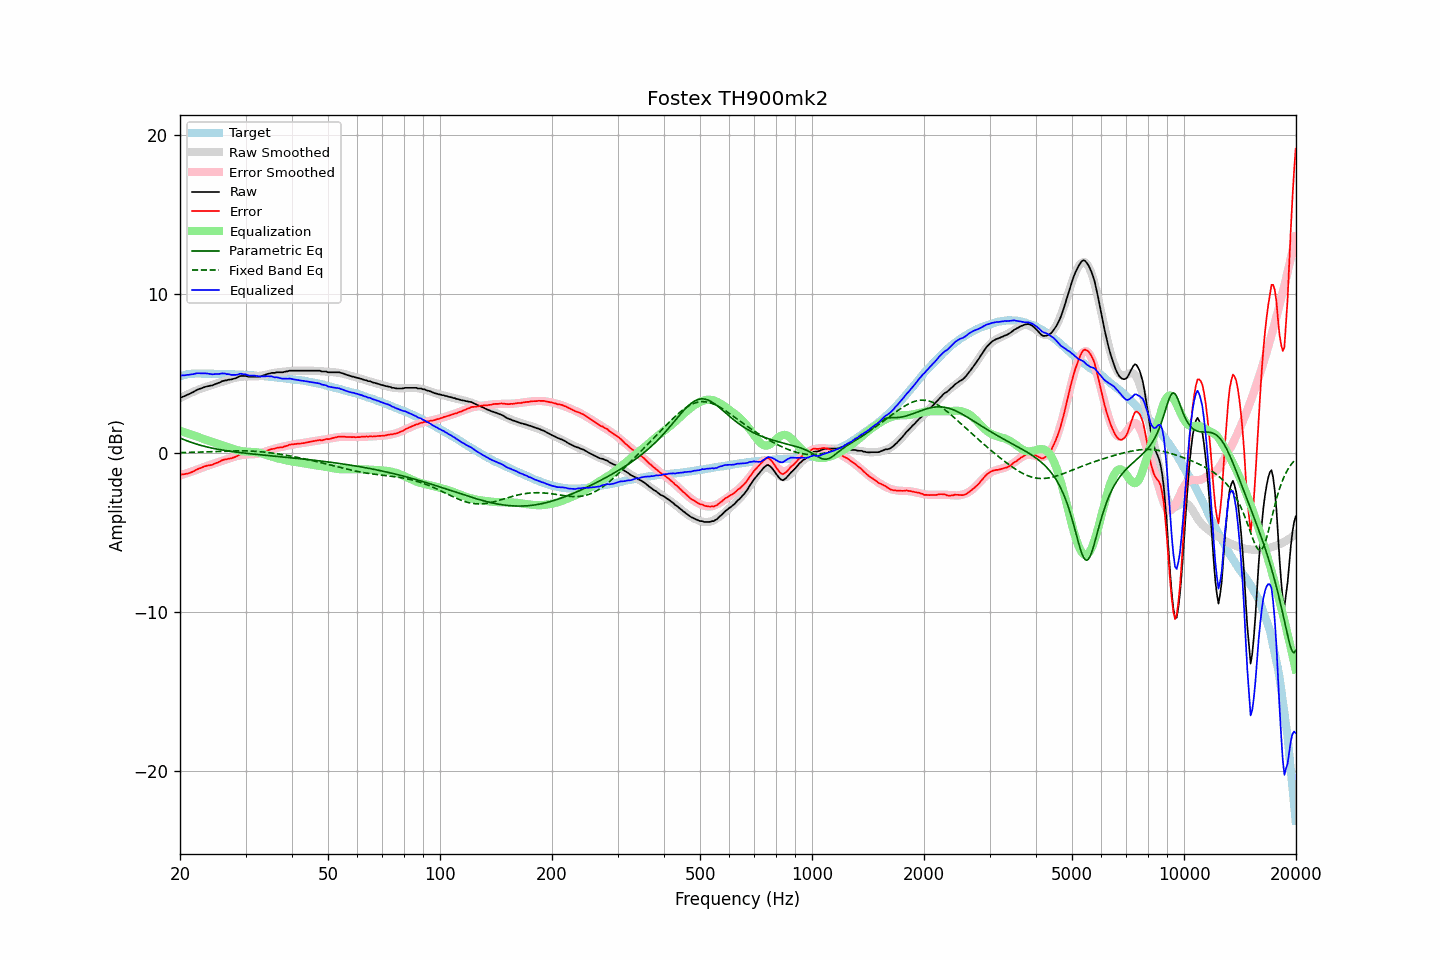 Fostex TH900mk2
Target
Raw Smoothed
Error Smoothed
Raw
Error
Equalization
Parametric Eq
Fixed Band Eq
Equalized
20
10
0
−10
−20
Amplitude (dBr)
20 50 100 200 500 1000 2000 5000 10000 20000
Frequency (Hz)